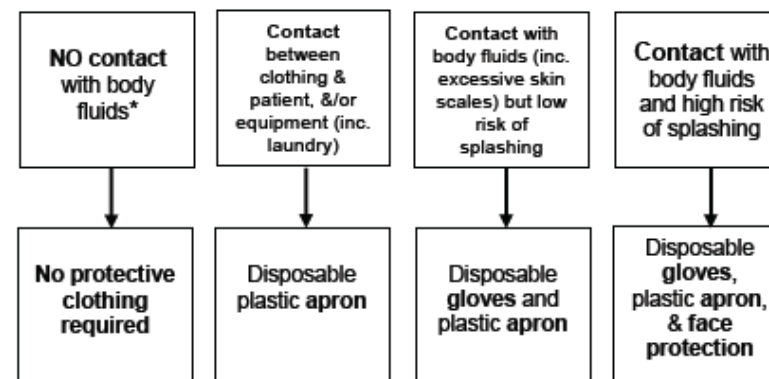 NO contact
with body
fluids*
Contact
between
clothing &
patient, &/or
equipment (inc.
laundry)
Contact with
body fluids (inc.
excessive skin
scales) but low
risk of
splashing
Contact with
body fluids
and high risk
of splashing
No protective
clothing
required
Disposable
plastic apron
Disposable
gloves and
plastic apron
Disposable
gloves,
plastic apron,
& face
protection